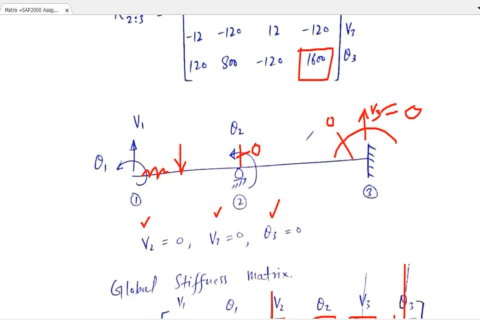 Matrix +SAP2000 Assig...
K2:3 =
-12 -120 12 -120 V3
120 800 -120 1600 θ3
V1 θ2 0 V3=0
θ1 0
① ② ③
V2 = 0, V3 = 0, θ3 = 0
Global Stiffness Matrix.
V1 θ1 V2 θ2 V3 θ3